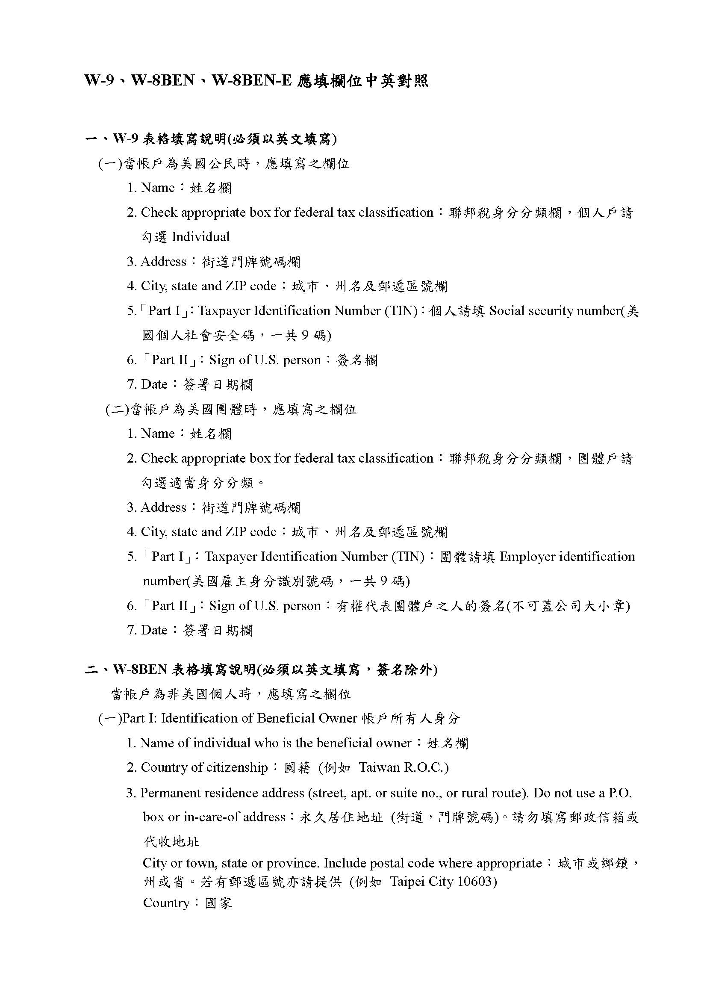 W-9、W-8BEN、W-8BEN-E 應填欄位中英對照
一、W-9 表格填寫說明(必須以英文填寫)
(一)當帳戶為美國公民時，應填寫之欄位
1. Name：姓名欄
2. Check appropriate box for federal tax classification：聯邦稅身分分類欄，個人戶請
勾選 Individual
3. Address：街道門牌號碼欄
4. City, state and ZIP code：城市、州名及郵遞區號欄
5.「Part I」：Taxpayer Identification Number (TIN)：個人請填 Social security number(美
國個人社會安全碼，一共 9 碼)
6.「Part II」：Sign of U.S. person：簽名欄
7. Date：簽署日期欄
(二)當帳戶為美國團體時，應填寫之欄位
1. Name：姓名欄
2. Check appropriate box for federal tax classification：聯邦稅身分分類欄，團體戶請
勾選適當身分分類。
3. Address：街道門牌號碼欄
4. City, state and ZIP code：城市、州名及郵遞區號欄
5.「Part I」：Taxpayer Identification Number (TIN)：團體請填 Employer identification
number(美國雇主身分識別號碼，一共 9 碼)
6.「Part II」：Sign of U.S. person：有權代表團體戶之人的簽名(不可蓋公司大小章)
7. Date：簽署日期欄
二、W-8BEN 表格填寫說明(必須以英文填寫，簽名除外)
當帳戶為非美國個人時，應填寫之欄位
(一)Part I: Identification of Beneficial Owner 帳戶所有人身分
1. Name of individual who is the beneficial owner：姓名欄
2. Country of citizenship：國籍 (例如 Taiwan R.O.C.)
3. Permanent residence address (street, apt. or suite no., or rural route). Do not use a P.O.
box or in-care-of address：永久居住地址 (街道，門牌號碼)。請勿填寫郵政信箱或
代收地址
City or town, state or province. Include postal code where appropriate：城市或鄉鎮，
州或省。若有郵遞區號亦請提供 (例如 Taipei City 10603)
Country：國家